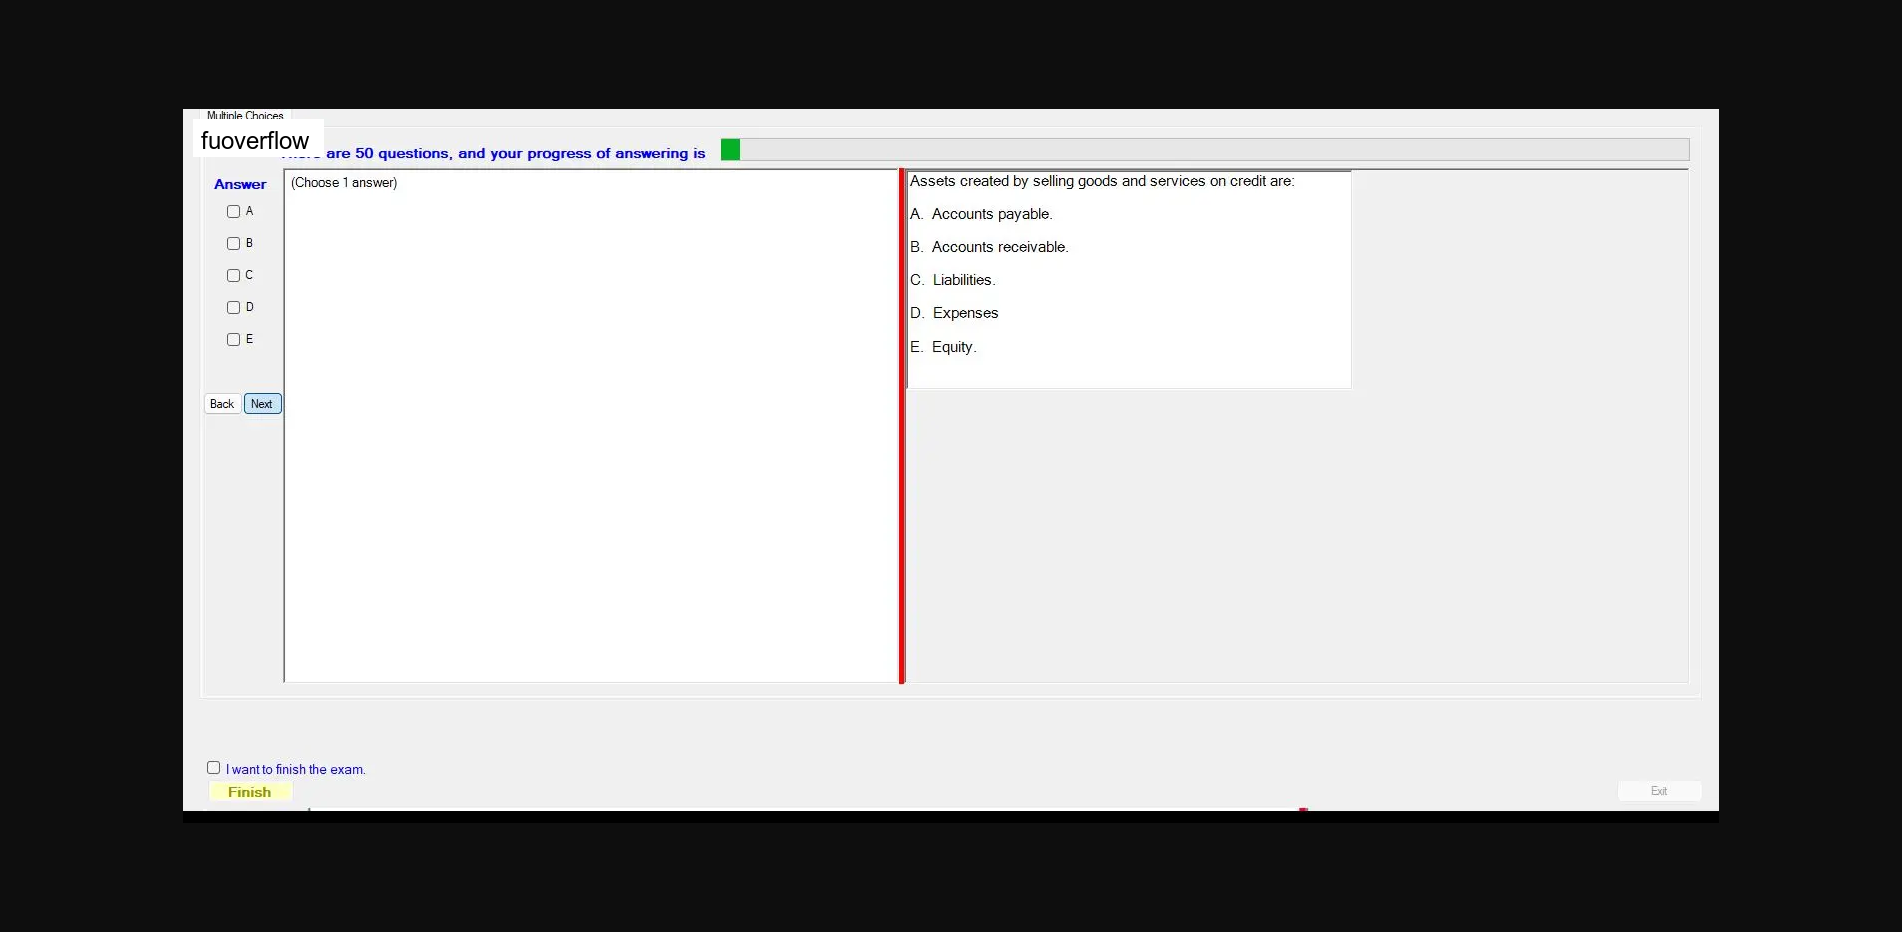 Multiple Choices
fuoverflow
are 50 questions, and your progress of answering is
Answer
(Choose 1 answer)
A
B
C
D
E
Back
Next
Assets created by selling goods and services on credit are:
A. Accounts payable.
B. Accounts receivable.
C. Liabilities.
D. Expenses
E. Equity.
I want to finish the exam.
Finish
Exit